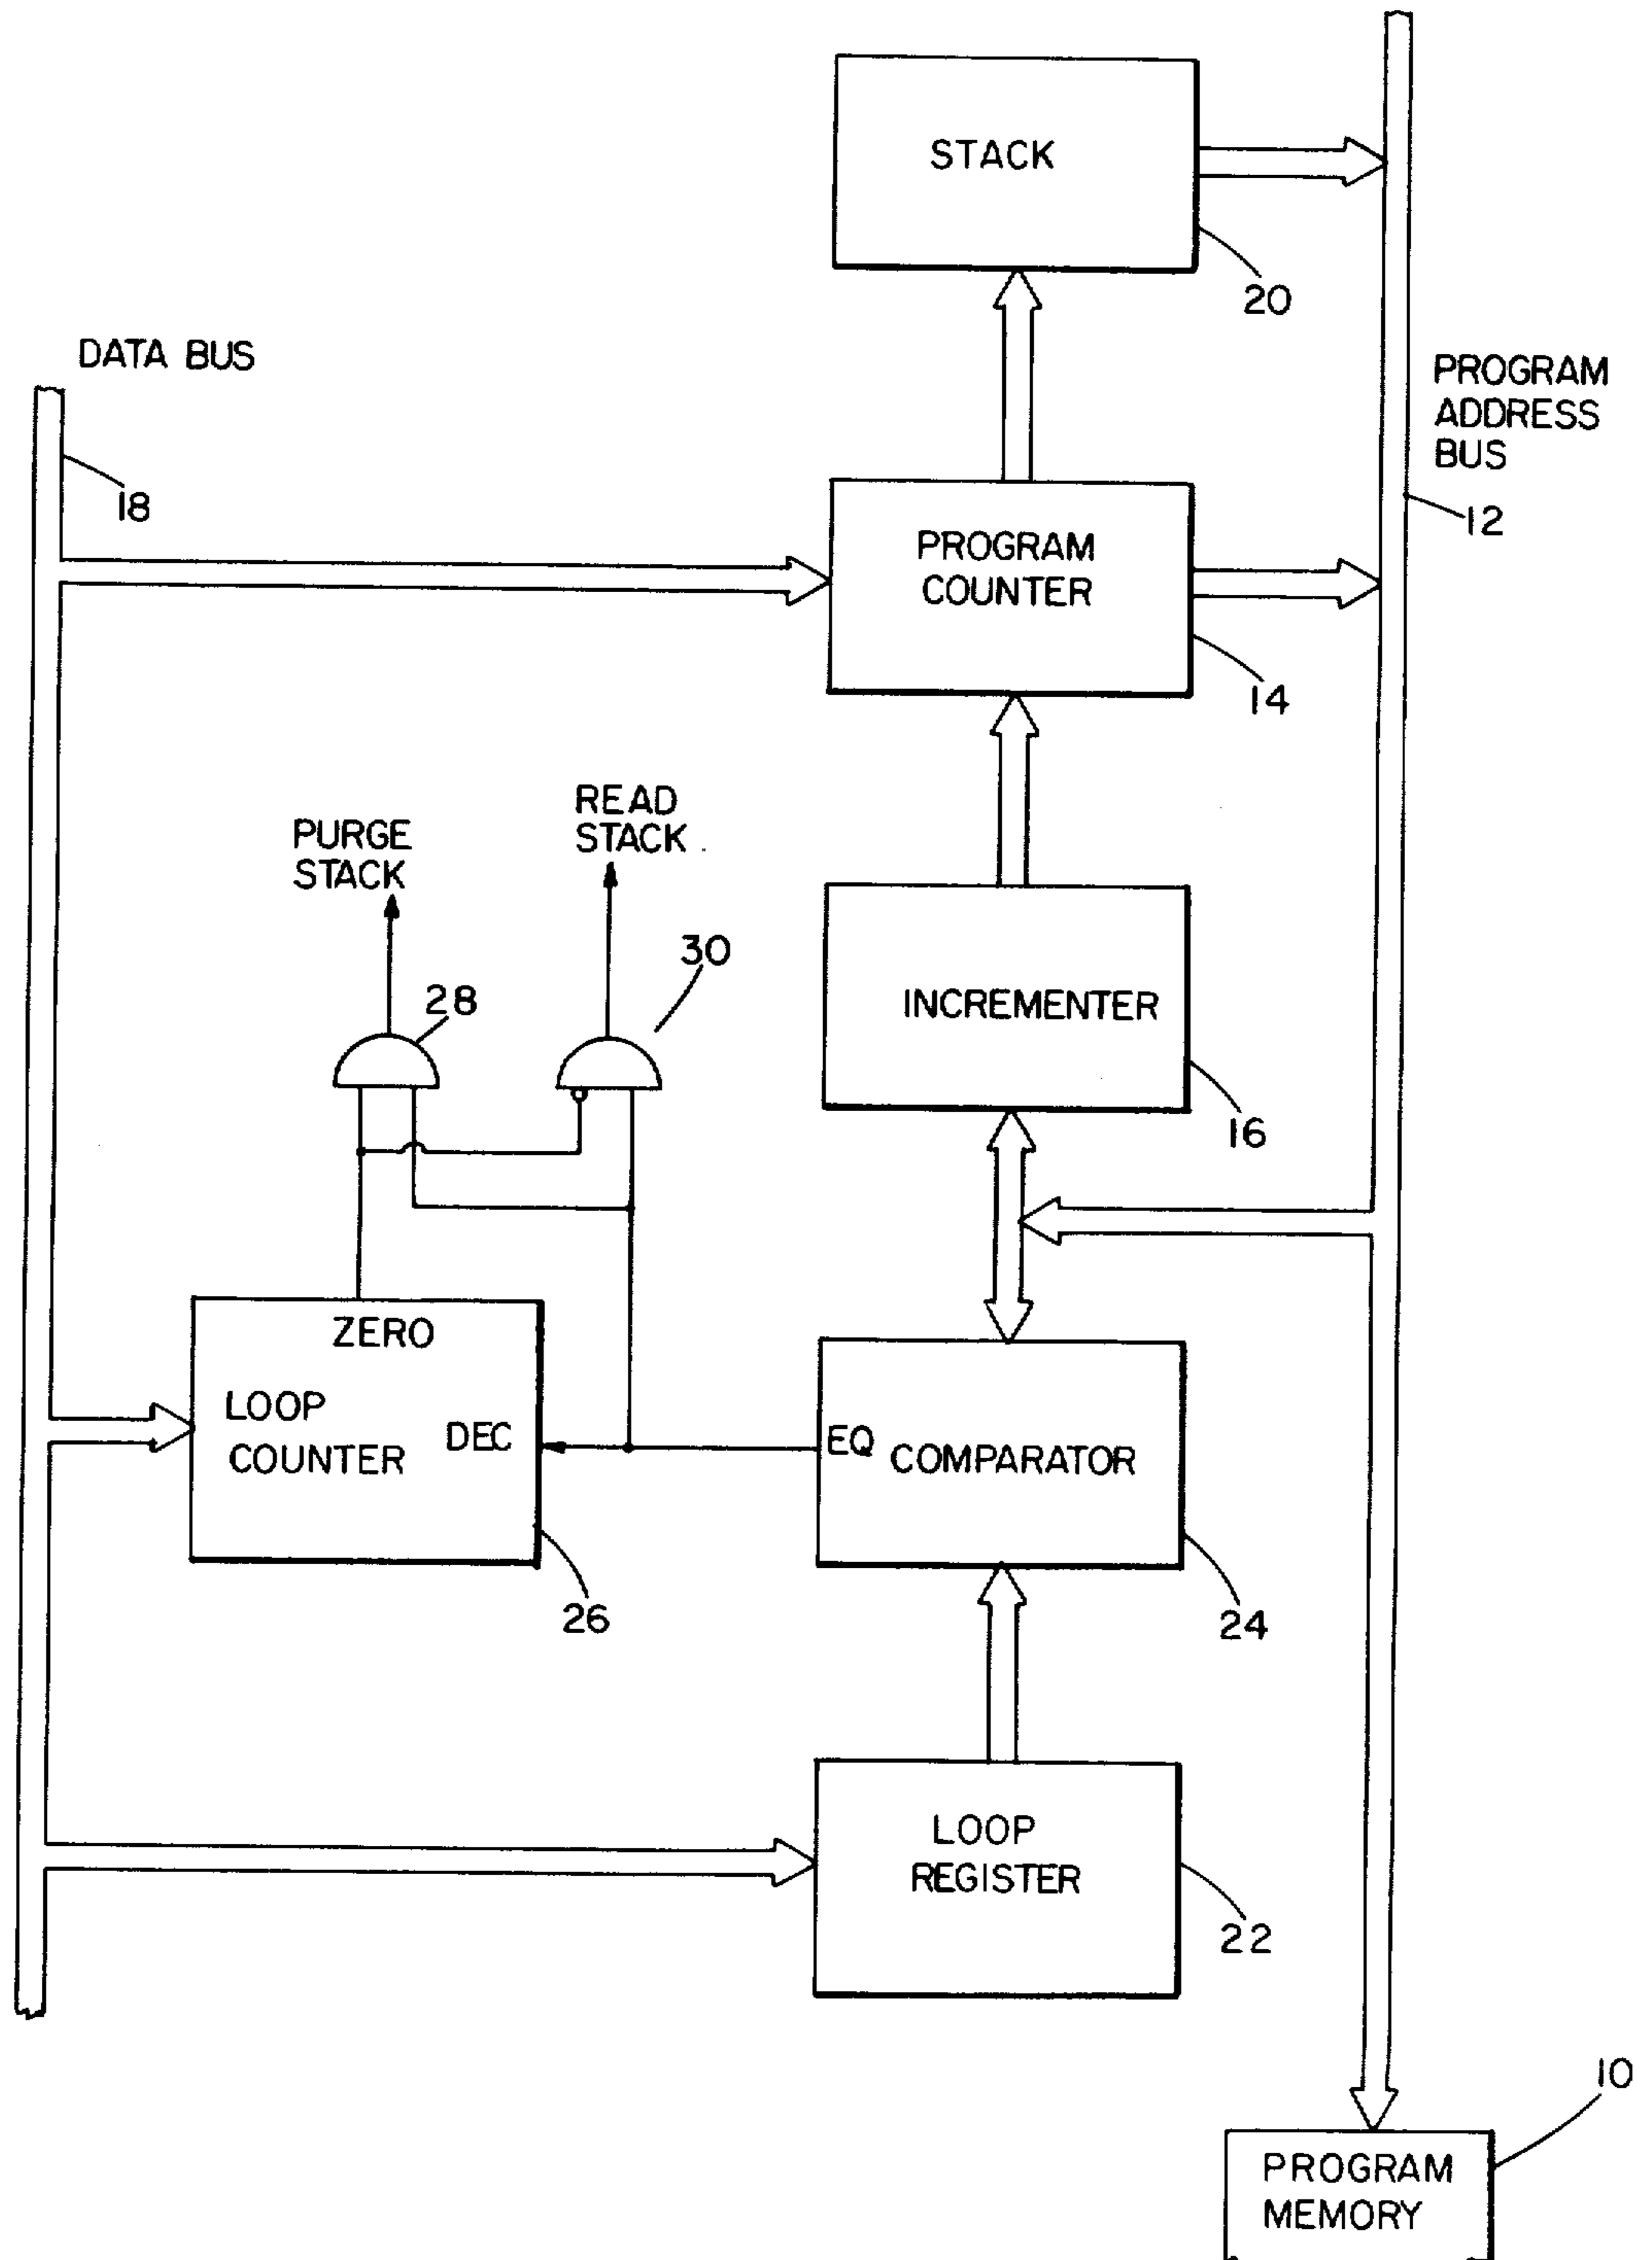 STACK
20
DATA BUS
PROGRAM
ADDRESS
BUS
18
12
PROGRAM
COUNTER
14
READ
STACK
PURGE
STACK
30
28
INCREMENTER
16
ZERO
LOOP
COUNTER
DEC
EQ
COMPARATOR
26
24
LOOP
REGISTER
22
10
PROGRAM
MEMORY